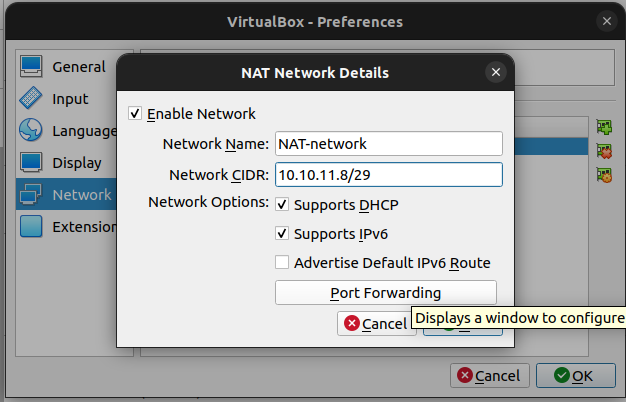 VirtualBox - Preferences
General
Input
Language
Display
Network
Extension
NAT Network Details
Enable Network
Network Name: NAT-network
Network CIDR: 10.10.11.8/29
Network Options: Supports DHCP
Supports IPv6
Advertise Default IPv6 Route
Port Forwarding
Displays a window to configure
Cancel
Cancel OK